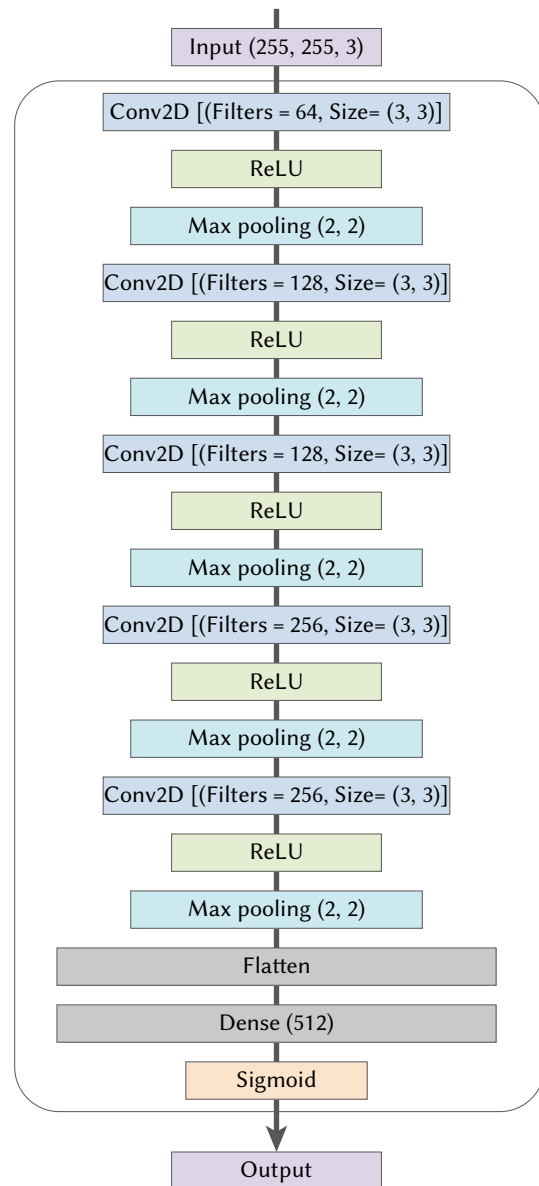 Input (255, 255, 3)
Conv2D [(Filters = 64, Size= (3, 3)]
ReLU
Max pooling (2, 2)
Conv2D [(Filters = 128, Size= (3, 3)]
ReLU
Max pooling (2, 2)
Conv2D [(Filters = 128, Size= (3, 3)]
ReLU
Max pooling (2, 2)
Conv2D [(Filters = 256, Size= (3, 3)]
ReLU
Max pooling (2, 2)
Conv2D [(Filters = 256, Size= (3, 3)]
ReLU
Max pooling (2, 2)
Flatten
Dense (512)
Sigmoid
Output